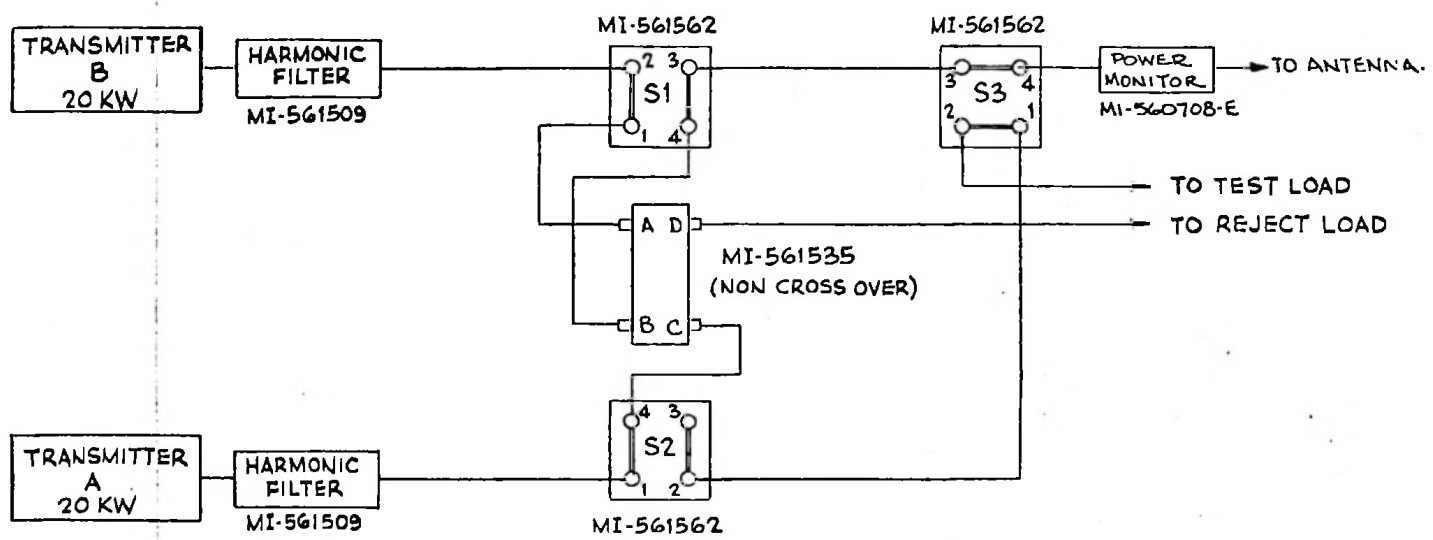 TRANSMITTER
B
20 KW
HARMONIC
FILTER
MI-561509
MI-561562
2 3
S1
1 4
MI-561562
3 4
S3
2 1
POWER
MONITOR
MI-560708-E
TO ANTENNA.
TO TEST LOAD
TO REJECT LOAD
A D
B C
MI-561535
(NON CROSS OVER)
4 3
S2
1 2
MI-561562
TRANSMITTER
A
20 KW
HARMONIC
FILTER
MI-561509